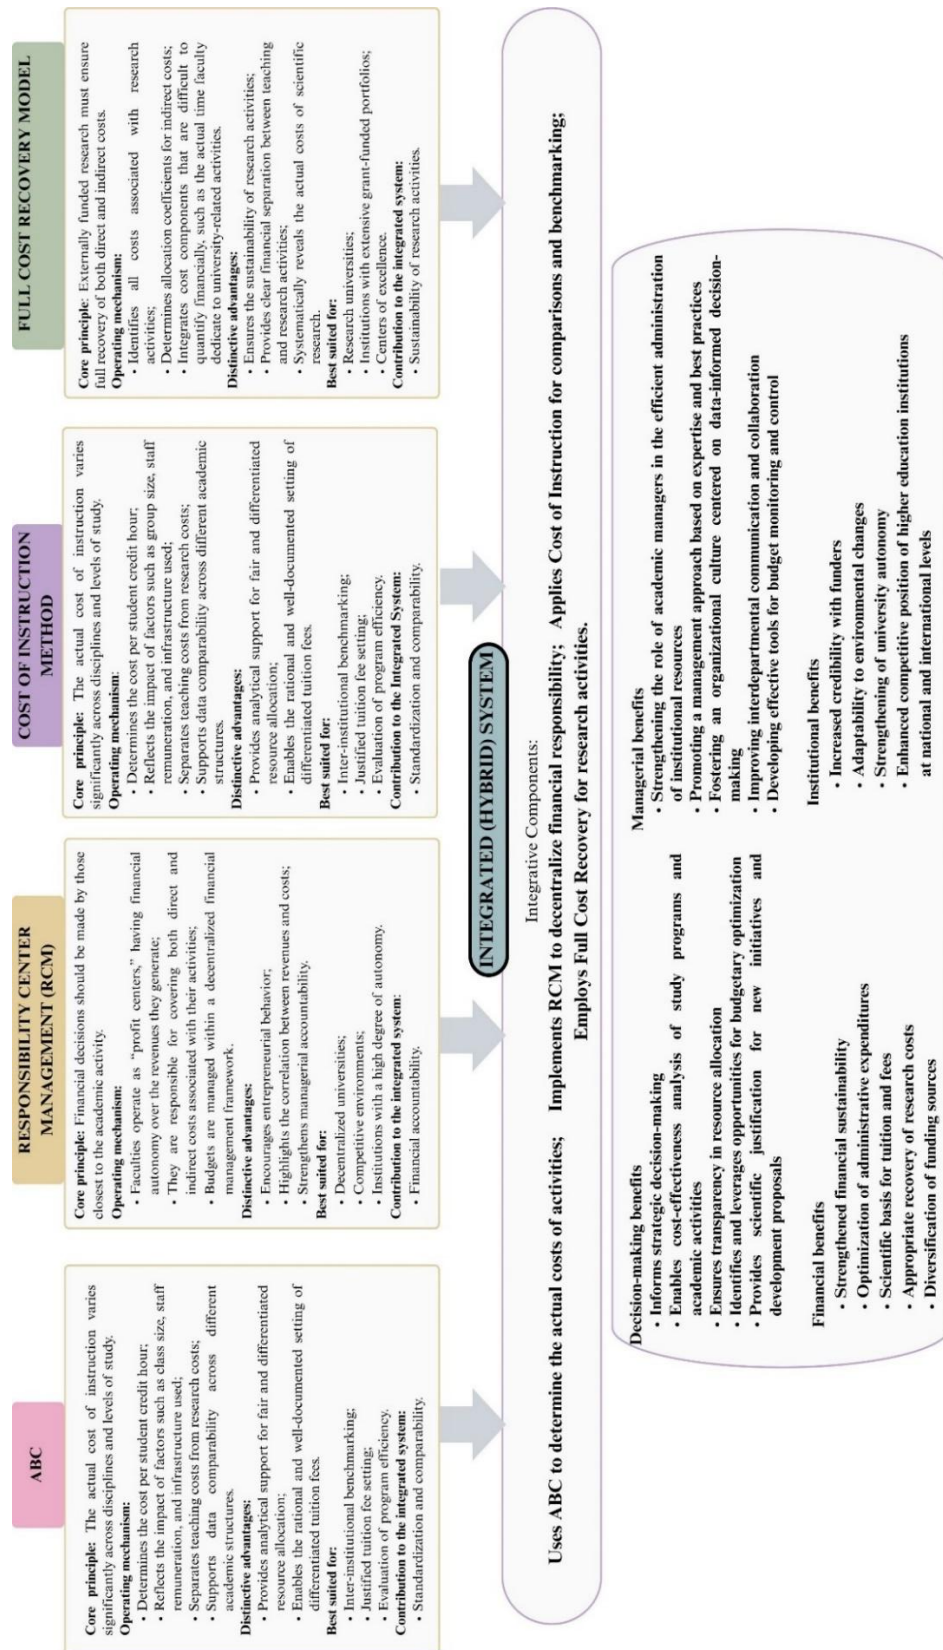 ABC
Core principle: The actual cost of instruction varies
significantly across disciplines and levels of study.
Operating mechanism:
• Determines the cost per student credit hour;
• Reflects the impact of factors such as class size, staff
remuneration, and infrastructure used;
• Separates teaching costs from research costs;
• Supports data comparability across different
academic structures.
Distinctive advantages:
• Provides analytical support for fair and differentiated
resource allocation;
• Enables the rational and well-documented setting of
differentiated tuition fees.
Best suited for:
• Inter-institutional benchmarking;
• Justified tuition fee setting;
• Evaluation of program efficiency.
Contribution to the integrated system:
• Standardization and comparability.
RESPONSIBILITY CENTER
MANAGEMENT (RCM)
Core principle: Financial decisions should be made by those
closest to the academic activity.
Operating mechanism:
• Faculties operate as “profit centers,” having financial
autonomy over the revenues they generate;
• They are responsible for covering both direct and
indirect costs associated with their activities;
• Budgets are managed within a decentralized financial
management framework.
Distinctive advantages:
• Encourages entrepreneurial behavior;
• Highlights the correlation between revenues and costs;
• Strengthens managerial accountability.
Best suited for:
• Decentralized universities;
• Competitive environments;
• Institutions with a high degree of autonomy.
Contribution to the integrated system:
• Financial accountability.
COST OF INSTRUCTION
METHOD
Core principle: The actual cost of instruction varies
significantly across disciplines and levels of study.
Operating mechanism:
• Determines the cost per student credit hour;
• Reflects the impact of factors such as group size, staff
remuneration, and infrastructure used;
• Separates teaching costs from research costs;
• Supports data comparability across different academic
structures.
Distinctive advantages:
• Provides analytical support for fair and differentiated
resource allocation;
• Enables the rational and well-documented setting of
differentiated tuition fees.
Best suited for:
• Inter-institutional benchmarking;
• Justified tuition fee setting;
• Evaluation of program efficiency.
Contribution to the Integrated System:
• Standardization and comparability.
FULL COST RECOVERY MODEL
Core principle: Externally funded research must ensure
full recovery of both direct and indirect costs.
Operating mechanism:
• Identifies all costs associated with research
activities;
• Determines allocation coefficients for indirect costs;
• Integrates cost components that are difficult to
quantify financially, such as the actual time faculty
dedicate to university-related activities.
Distinctive advantages:
• Ensures the sustainability of research activities;
• Provides clear financial separation between teaching
and research activities;
• Systematically reveals the actual costs of scientific
research.
Best suited for:
• Research universities;
• Institutions with extensive grant-funded portfolios;
• Centers of excellence.
Contribution to the integrated system:
• Sustainability of research activities.
INTEGRATED (HYBRID) SYSTEM
Integrative Components:
Uses ABC to determine the actual costs of activities; Implements RCM to decentralize financial responsibility; Applies Cost of Instruction for comparisons and benchmarking;
Employs Full Cost Recovery for research activities.
Decision-making benefits
• Informs strategic decision-making
• Enables cost-effectiveness analysis of study programs and
academic activities
• Ensures transparency in resource allocation
• Identifies and leverages opportunities for budgetary optimization
• Provides scientific justification for new initiatives and
development proposals
Managerial benefits
• Strengthening the role of academic managers in the efficient administration
of institutional resources
• Promoting a management approach based on expertise and best practices
• Fostering an organizational culture centered on data-informed decision-
making
• Improving interdepartmental communication and collaboration
• Developing effective tools for budget monitoring and control
Financial benefits
• Strengthened financial sustainability
• Optimization of administrative expenditures
• Scientific basis for tuition and fees
• Appropriate recovery of research costs
• Diversification of funding sources
Institutional benefits
• Increased credibility with funders
• Adaptability to environmental changes
• Strengthening of university autonomy
• Enhanced competitive position of higher education institutions
at national and international levels